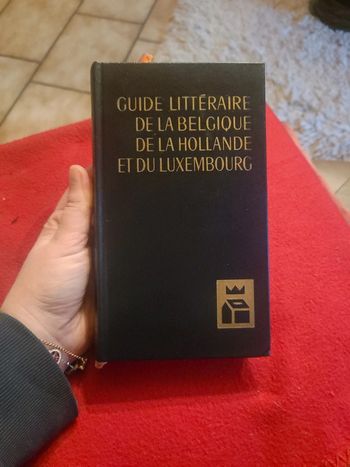 GUIDE LITTÉRAIRE
DE LA BELGIQUE
DE LA HOLLANDE
ET DU LUXEMBOURG